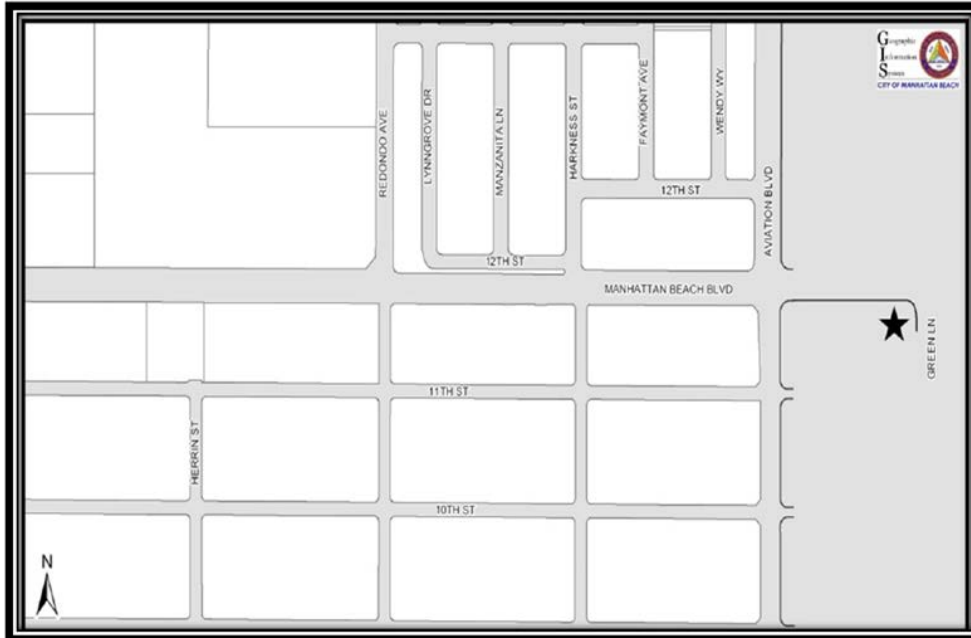 Geographic
Information
System
CITY OF MANHATTAN BEACH
REDONDO AVE
LYNNGROVE DR
MANZANITA LN
HARKNESS ST
FAYMONT AVE
WENDY WY
AVIATION BLVD
12TH ST
12TH ST
MANHATTAN BEACH BLVD
GREEN LN
11TH ST
HERRIN ST
10TH ST
N